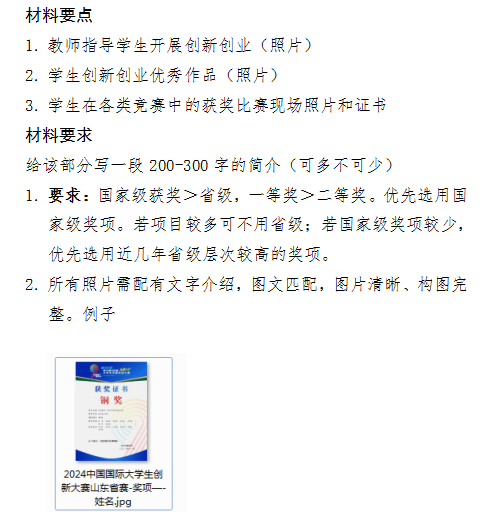 材料要点
1. 教师指导学生开展创新创业（照片）
2. 学生创新创业优秀作品（照片）
3. 学生在各类竞赛中的获奖比赛现场照片和证书
材料要求
给该部分写一段 200-300 字的简介（可多不可少）
1. 要求：国家级获奖＞省级，一等奖＞二等奖。优先选用国
家级奖项。若项目较多可不用省级；若国家级奖项较少，
优先选用近几年省级层次较高的奖项。
2. 所有照片需配有文字介绍，图文匹配，图片清晰、构图完
整。例子
获奖证书
铜奖
2024中国国际大学生创
新大赛山东省赛-奖项—-
姓名.jpg